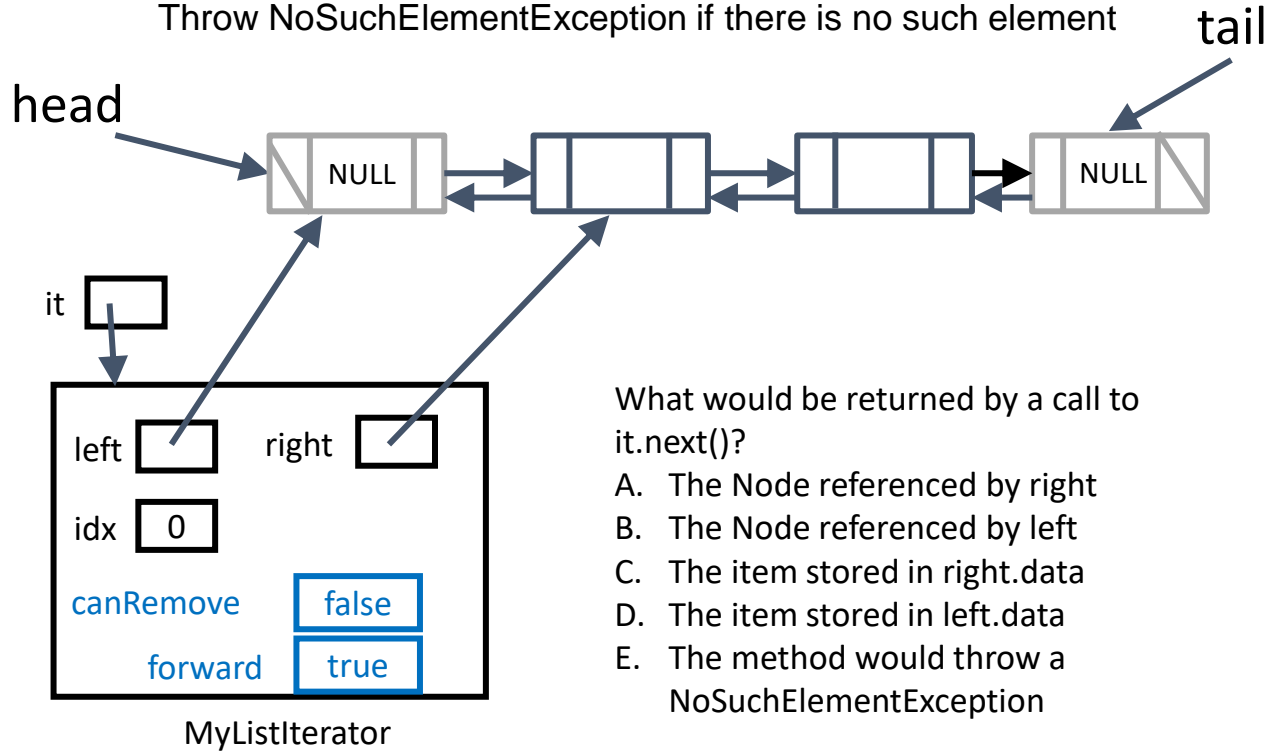 Throw NoSuchElementException if there is no such element
tail
head
NULL
NULL
it
left
right
idx
0
canRemove
false
forward
true
MyListIterator
What would be returned by a call to
it.next()?
A. The Node referenced by right
B. The Node referenced by left
C. The item stored in right.data
D. The item stored in left.data
E. The method would throw a
NoSuchElementException